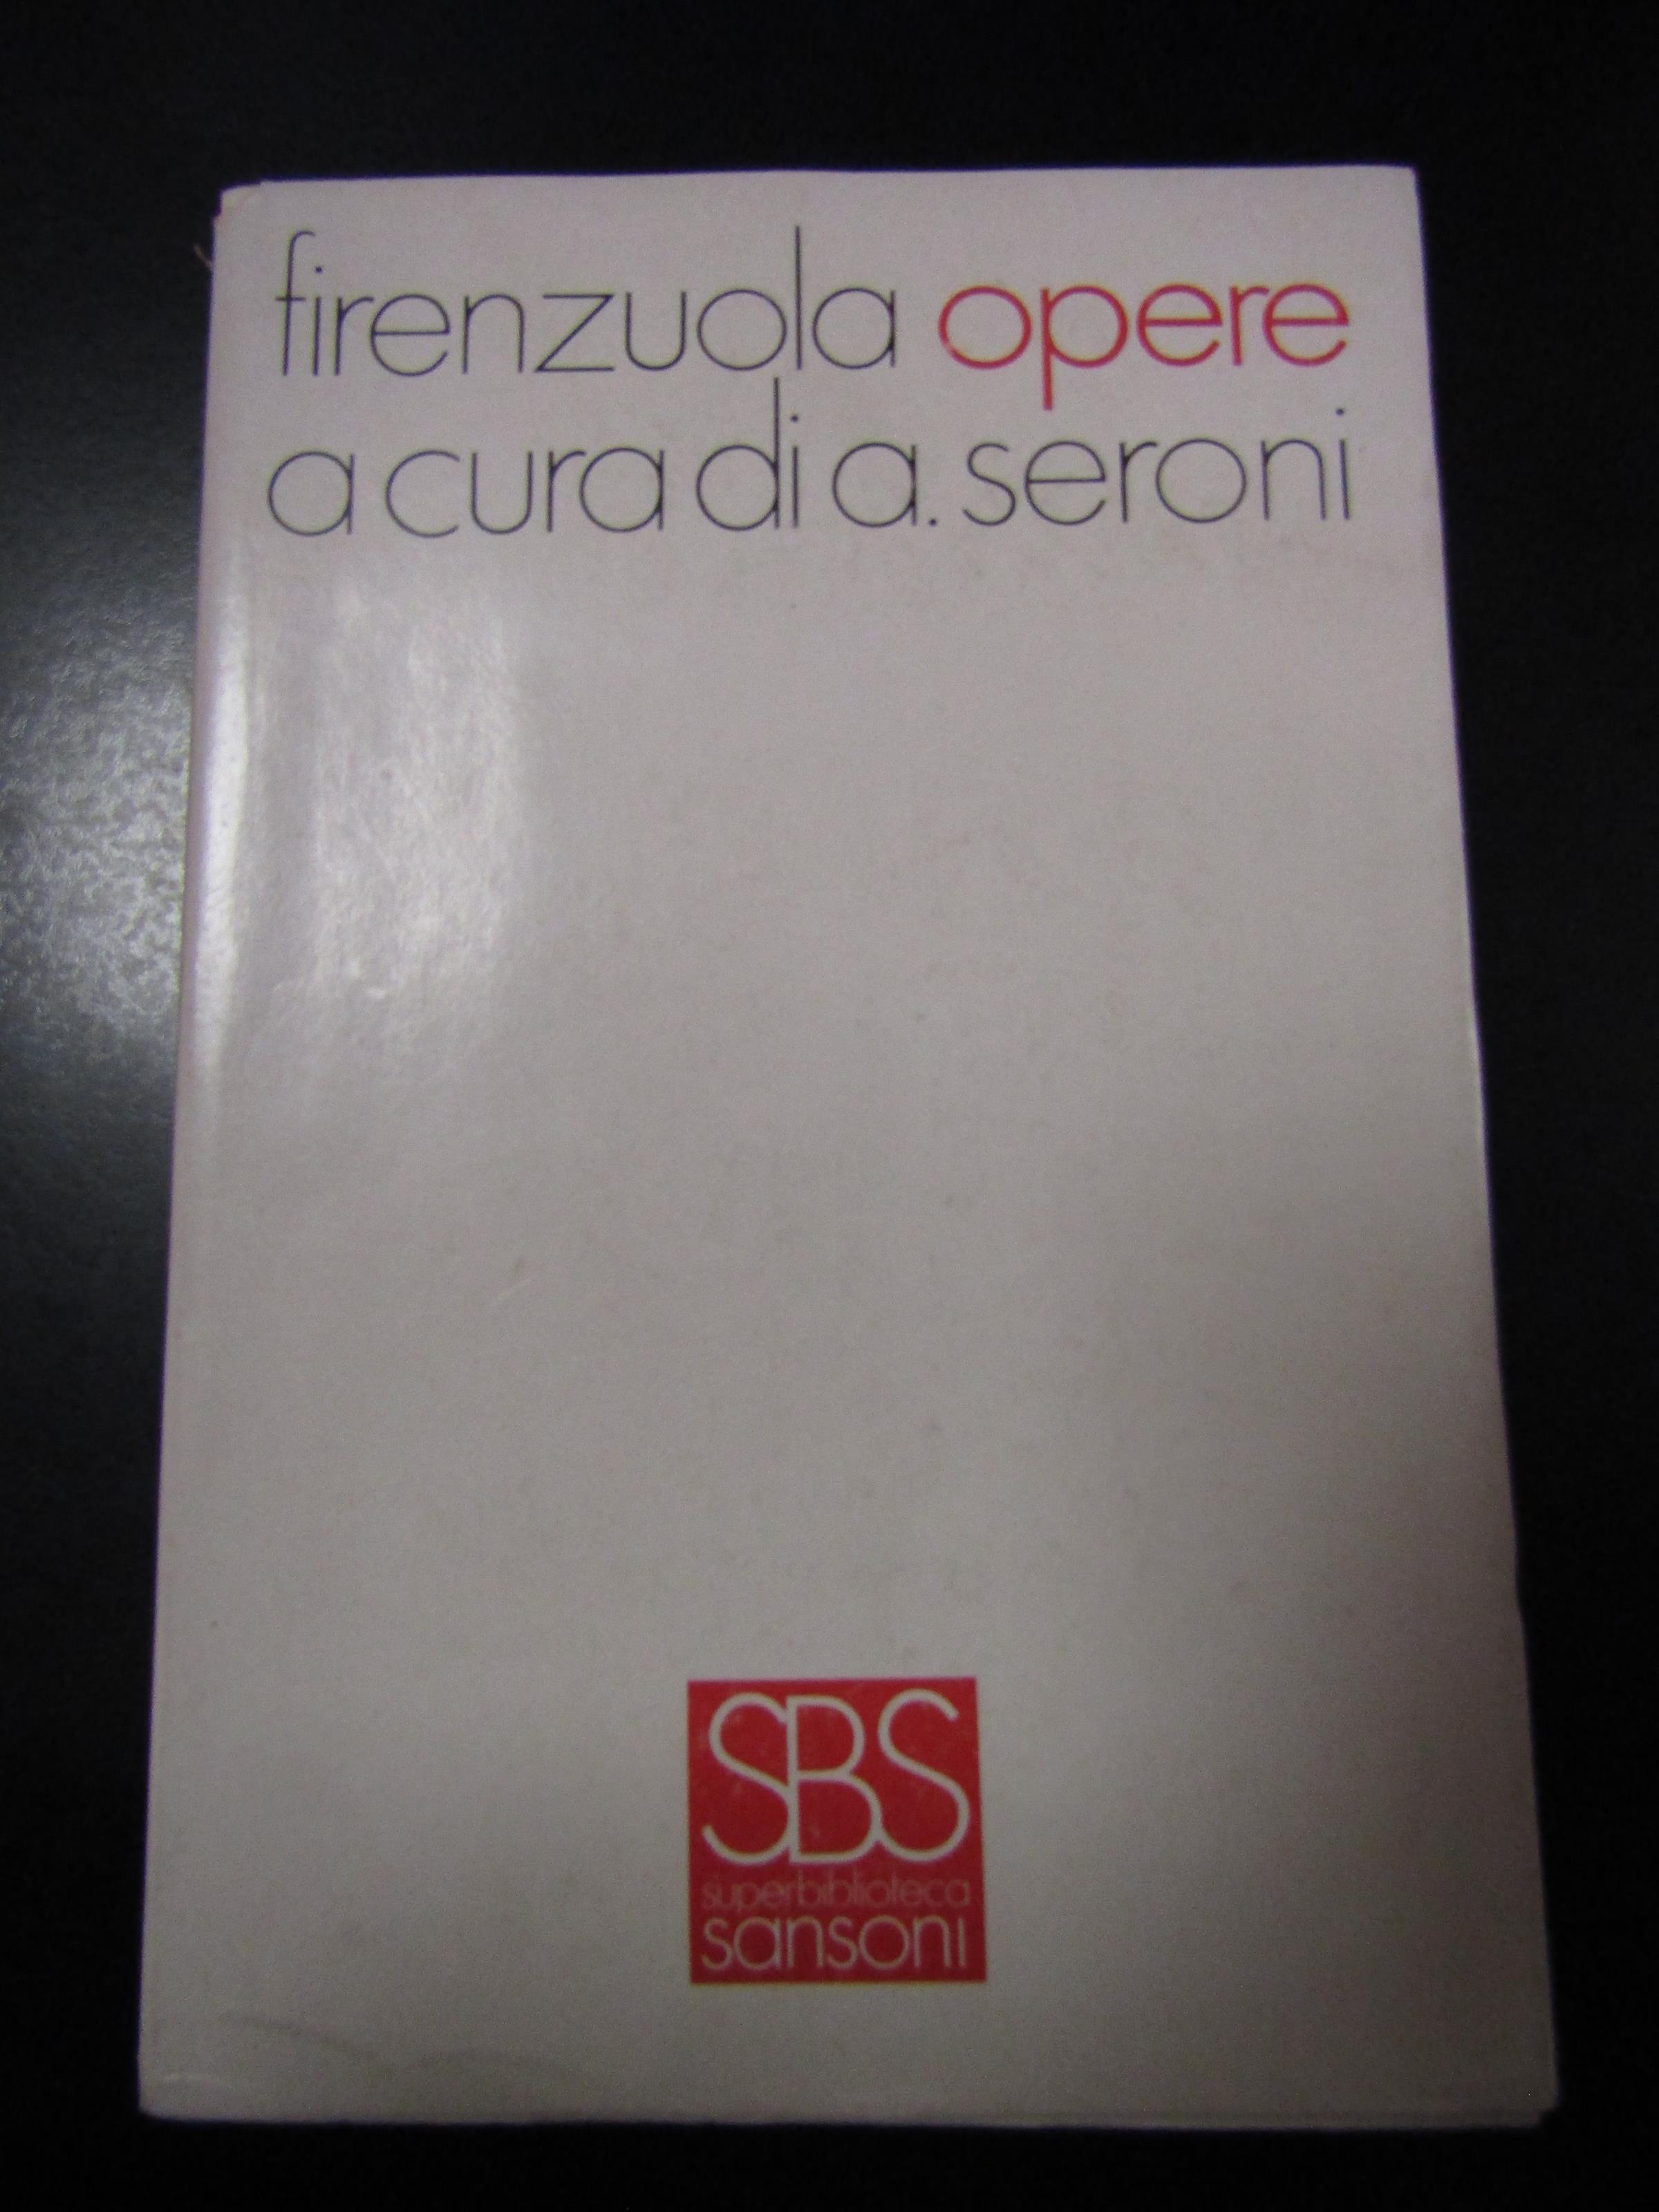 firenzuola opere
a cura di a. seroni
SBS
superbiblioteca
sansoni